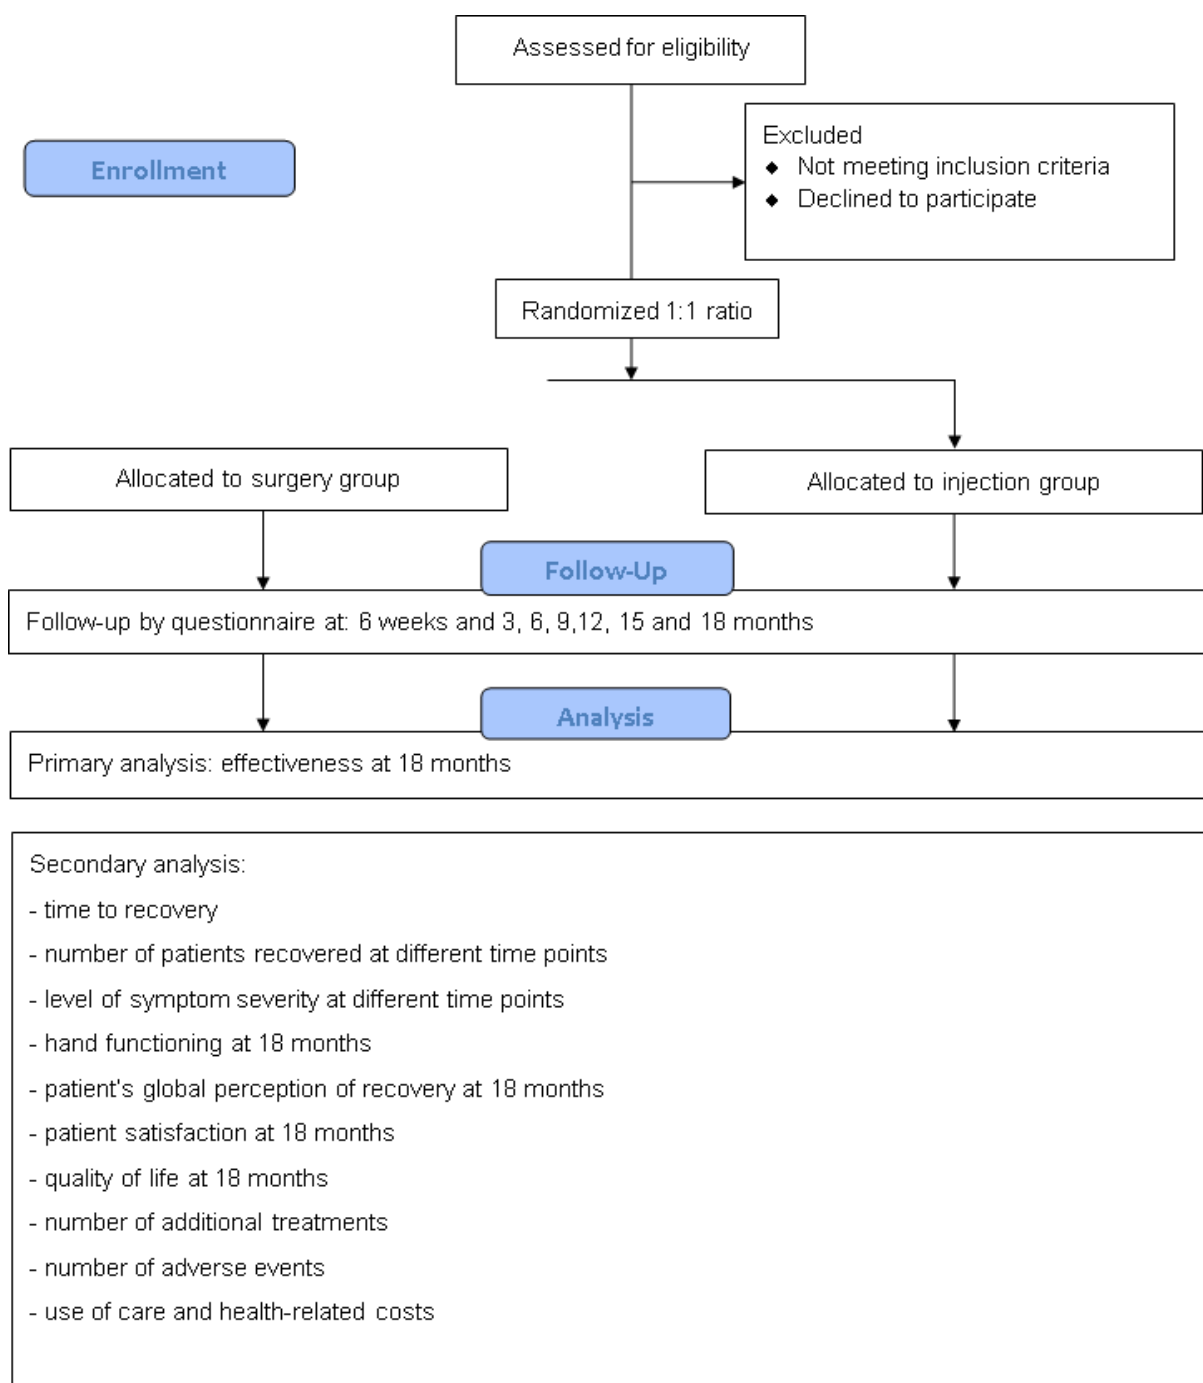 Assessed for eligibility
Excluded
◆ Not meeting inclusion criteria
◆ Declined to participate
Enrollment
Randomized 1:1 ratio
Allocated to surgery group
Allocated to injection group
Follow-Up
Follow-up by questionnaire at: 6 weeks and 3, 6, 9,12, 15 and 18 months
Analysis
Primary analysis: effectiveness at 18 months
Secondary analysis:
- time to recovery
- number of patients recovered at different time points
- level of symptom severity at different time points
- hand functioning at 18 months
- patient's global perception of recovery at 18 months
- patient satisfaction at 18 months
- quality of life at 18 months
- number of additional treatments
- number of adverse events
- use of care and health-related costs